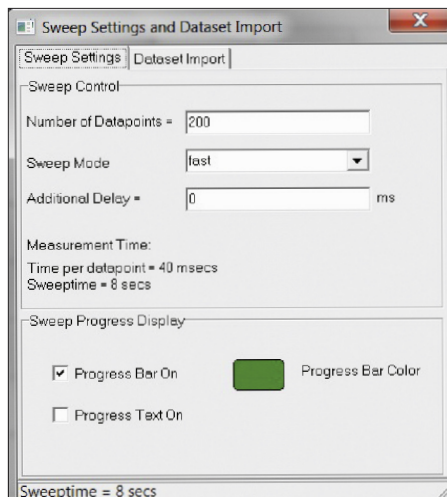 Sweep Settings and Dataset Import
Sweep Settings
Dataset Import
Sweep Control
Number of Datapoints = 200
Sweep Mode fast
Additional Delay = 0 ms
Measurement Time:
Time per datapoint = 40 msecs
Sweeptime = 8 secs
Sweep Progress Display
Progress Bar On Progress Bar Color
Progress Text On
Sweeptime = 8 secs